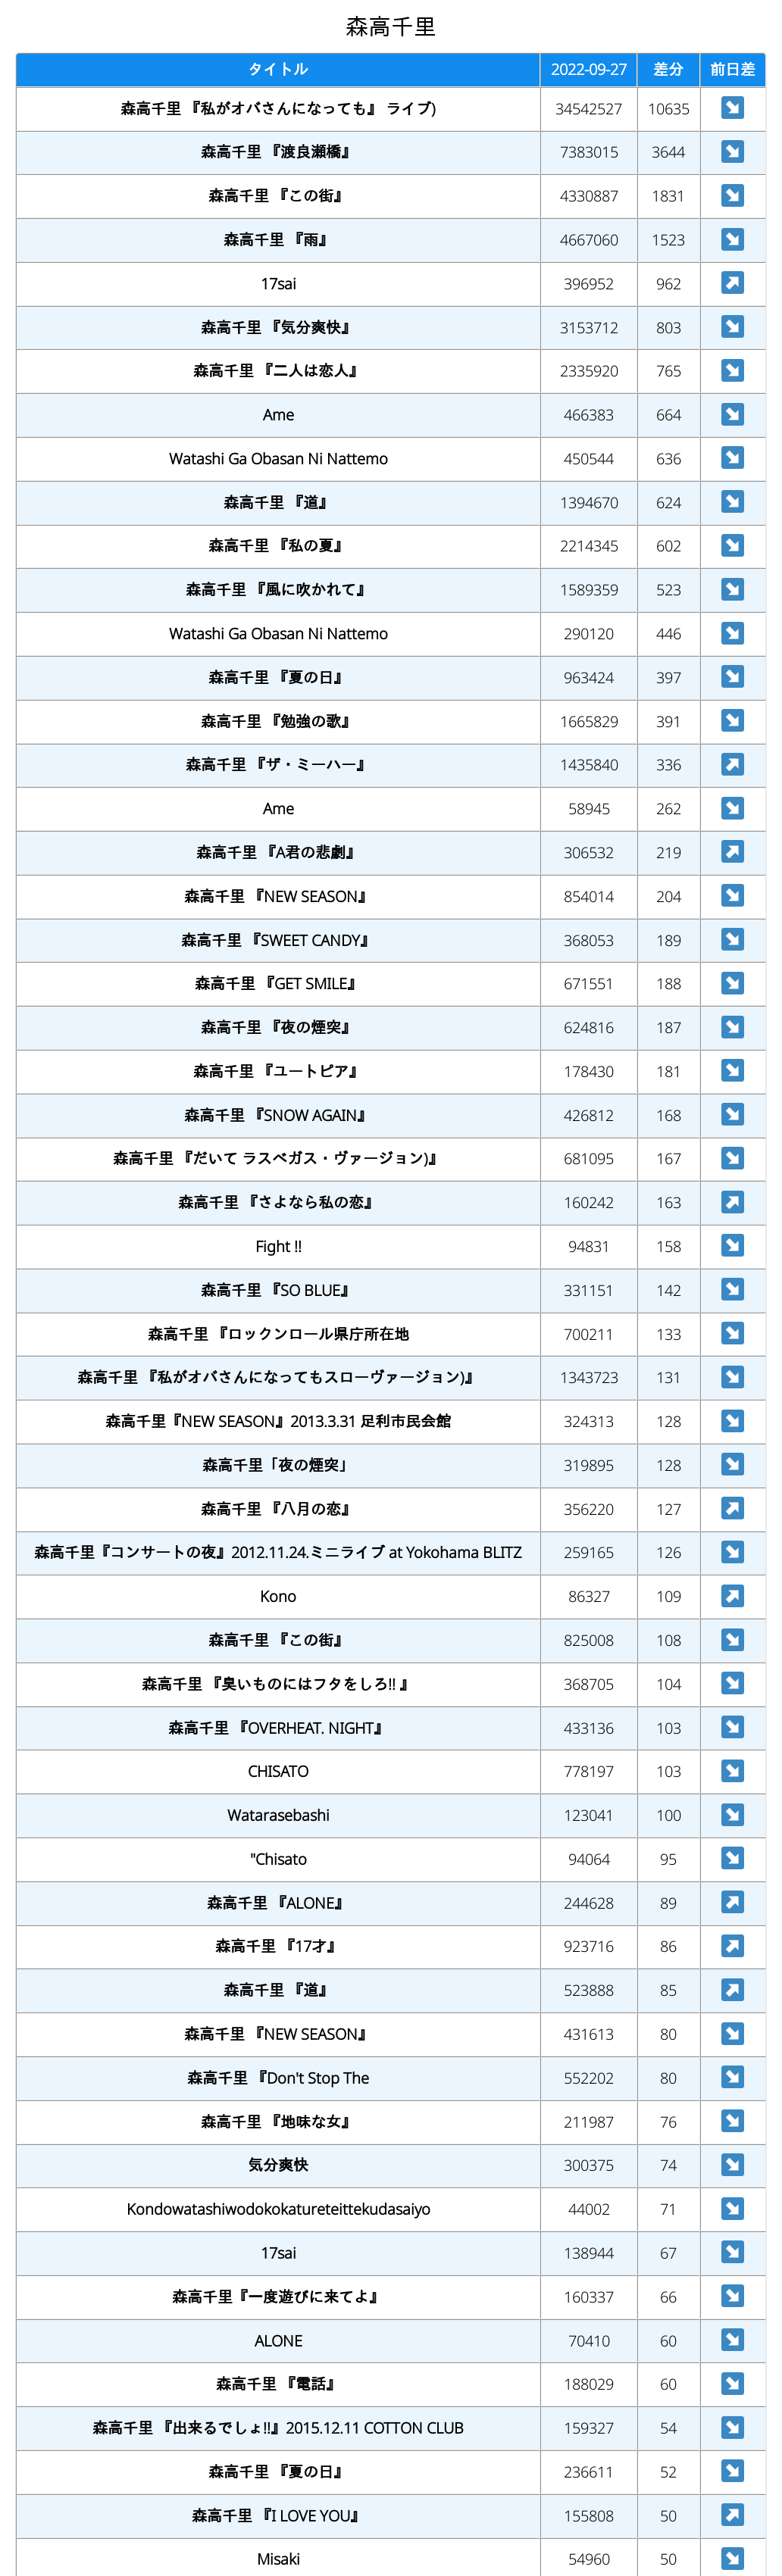 森高千里
タイトル 2022-09-27 差分 前日差
森高千里 『私がオバさんになっても』 ライブ) 34542527 10635 ↘
森高千里 『渡良瀬橋』 7383015 3644 ↘
森高千里 『この街』 4330887 1831 ↘
森高千里 『雨』 4667060 1523 ↘
17sai 396952 962 ↗
森高千里 『気分爽快』 3153712 803 ↘
森高千里 『二人は恋人』 2335920 765 ↘
Ame 466383 664 ↘
Watashi Ga Obasan Ni Nattemo 450544 636 ↘
森高千里 『道』 1394670 624 ↘
森高千里 『私の夏』 2214345 602 ↘
森高千里 『風に吹かれて』 1589359 523 ↘
Watashi Ga Obasan Ni Nattemo 290120 446 ↘
森高千里 『夏の日』 963424 397 ↘
森高千里 『勉強の歌』 1665829 391 ↘
森高千里 『ザ・ミーハー』 1435840 336 ↗
Ame 58945 262 ↘
森高千里 『A君の悲劇』 306532 219 ↗
森高千里 『NEW SEASON』 854014 204 ↘
森高千里 『SWEET CANDY』 368053 189 ↘
森高千里 『GET SMILE』 671551 188 ↘
森高千里 『夜の煙突』 624816 187 ↘
森高千里 『ユートピア』 178430 181 ↘
森高千里 『SNOW AGAIN』 426812 168 ↘
森高千里 『だいて ラスベガス・ヴァージョン)』 681095 167 ↘
森高千里 『さよなら私の恋』 160242 163 ↗
Fight !! 94831 158 ↘
森高千里 『SO BLUE』 331151 142 ↘
森高千里 『ロックンロール県庁所在地 700211 133 ↘
森高千里 『私がオバさんになってもスローヴァージョン)』 1343723 131 ↘
森高千里『NEW SEASON』2013.3.31 足利市民会館 324313 128 ↘
森高千里「夜の煙突」 319895 128 ↘
森高千里 『八月の恋』 356220 127 ↗
森高千里『コンサートの夜』2012.11.24.ミニライブ at Yokohama BLITZ 259165 126 ↘
Kono 86327 109 ↗
森高千里 『この街』 825008 108 ↘
森高千里 『臭いものにはフタをしろ!! 』 368705 104 ↘
森高千里 『OVERHEAT. NIGHT』 433136 103 ↘
CHISATO 778197 103 ↘
Watarasebashi 123041 100 ↘
"Chisato 94064 95 ↘
森高千里 『ALONE』 244628 89 ↗
森高千里 『17才』 923716 86 ↗
森高千里 『道』 523888 85 ↗
森高千里 『NEW SEASON』 431613 80 ↘
森高千里 『Don't Stop The 552202 80 ↘
森高千里 『地味な女』 211987 76 ↘
気分爽快 300375 74 ↘
Kondowatashiwodokokatureteittekudasaiyo 44002 71 ↘
17sai 138944 67 ↘
森高千里『一度遊びに来てよ』 160337 66 ↘
ALONE 70410 60 ↘
森高千里 『電話』 188029 60 ↘
森高千里 『出来るでしょ!!』2015.12.11 COTTON CLUB 159327 54 ↘
森高千里 『夏の日』 236611 52 ↘
森高千里 『I LOVE YOU』 155808 50 ↗
Misaki 54960 50 ↘